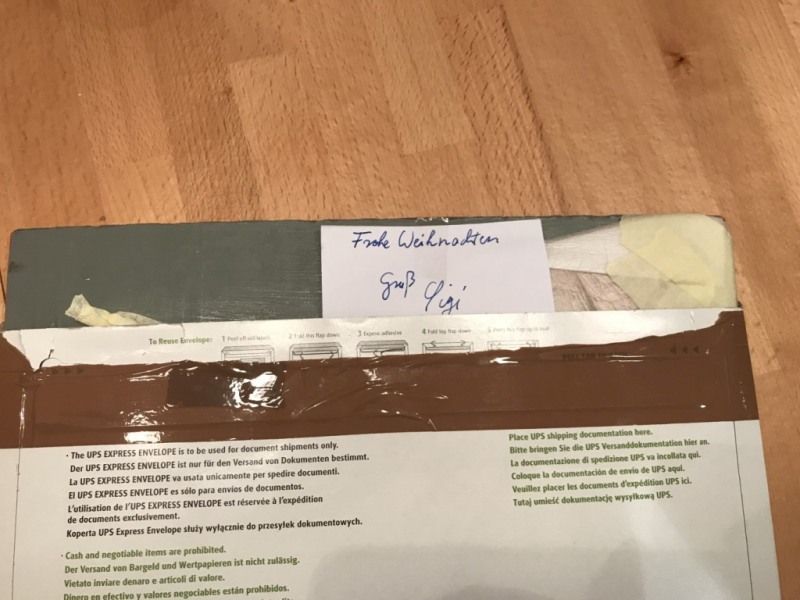 Frohe Weihnachten
Gruß Gigi
To Reuse Envelope:
1 Peel off old labels
2 Fold this flap down
3 Expose adhesive
4 Fold top flap down
· The UPS EXPRESS ENVELOPE is to be used for document shipments only.
Der UPS EXPRESS ENVELOPE ist nur für den Versand von Dokumenten bestimmt.
La UPS EXPRESS ENVELOPE va usata unicamente per spedire documenti.
El UPS EXPRESS ENVELOPE es sólo para envíos de documentos.
L'utilisation de l'UPS EXPRESS ENVELOPE est réservée à l'expédition
de documents exclusivement.
Koperta UPS Express Envelope służy wyłącznie do przesyłek dokumentowych.
· Cash and negotiable items are prohibited.
Der Versand von Bargeld und Wertpapieren ist nicht zulässig.
Vietato inviare denaro e articoli di valore.
Dinero en efectivo y valores negociables están prohibidos.
Place UPS shipping documentation here.
Bitte bringen Sie die UPS Versanddokumentation hier an.
La documentazione di spedizione UPS va incollata qui.
Coloque la documentación de envío de UPS aquí.
Veuillez placer les documents d'expédition UPS ici.
Tutaj umieść dokumentację wysyłkową UPS.